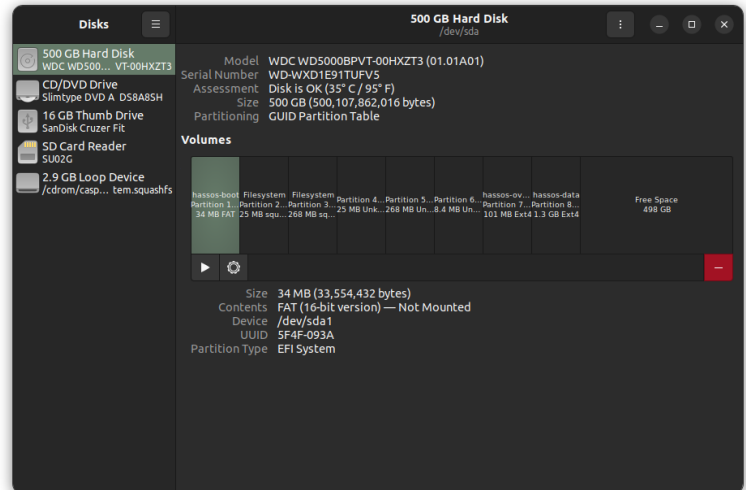 Disks
500 GB Hard Disk
/dev/sda
500 GB Hard Disk
WDC WD500... VT-00HXZT3
CD/DVD Drive
Slimtype DVD A DS8A8SH
16 GB Thumb Drive
SanDisk Cruzer Fit
SD Card Reader
SU02G
2.9 GB Loop Device
/cdrom/casp... tem.squashfs
Model WDC WD5000BPVT-00HXZT3 (01.01A01)
Serial Number WD-WXD1E91TUFV5
Assessment Disk is OK (35° C / 95° F)
Size 500 GB (500,107,862,016 bytes)
Partitioning GUID Partition Table
Volumes
hassos-boot
Partition 1...
34 MB FAT
Filesystem
Partition 2...
25 MB squ...
Filesystem
Partition 3...
268 MB sq...
Partition 4...
25 MB Unk...
Partition 5...
268 MB Un...
Partition 6...
8.4 MB Un...
hassos-ov...
Partition 7...
101 MB Ext4
hassos-data
Partition 8...
1.3 GB Ext4
Free Space
498 GB
Size 34 MB (33,554,432 bytes)
Contents FAT (16-bit version) — Not Mounted
Device /dev/sda1
UUID 5F4F-093A
Partition Type EFI System